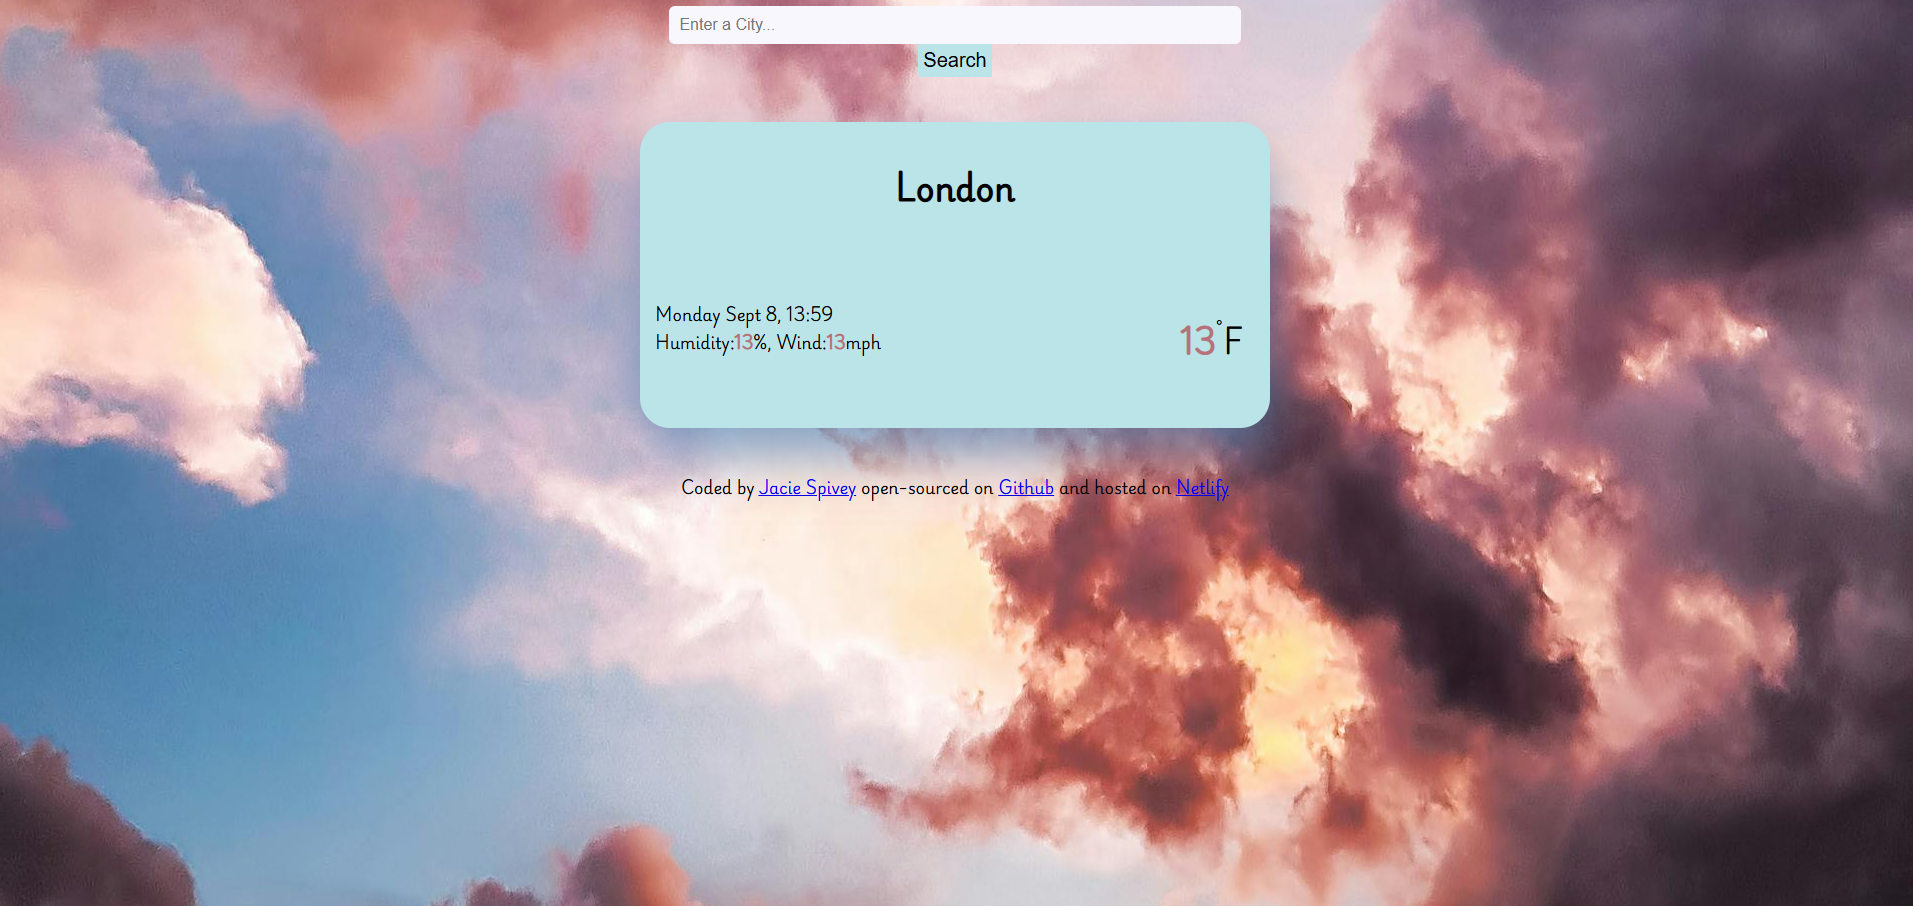 Enter a City...
Search
London
Monday Sept 8, 13:59
Humidity:13%, Wind:13mph
13°F
Coded by Jacie Spivey open-sourced on Github and hosted on Netlify